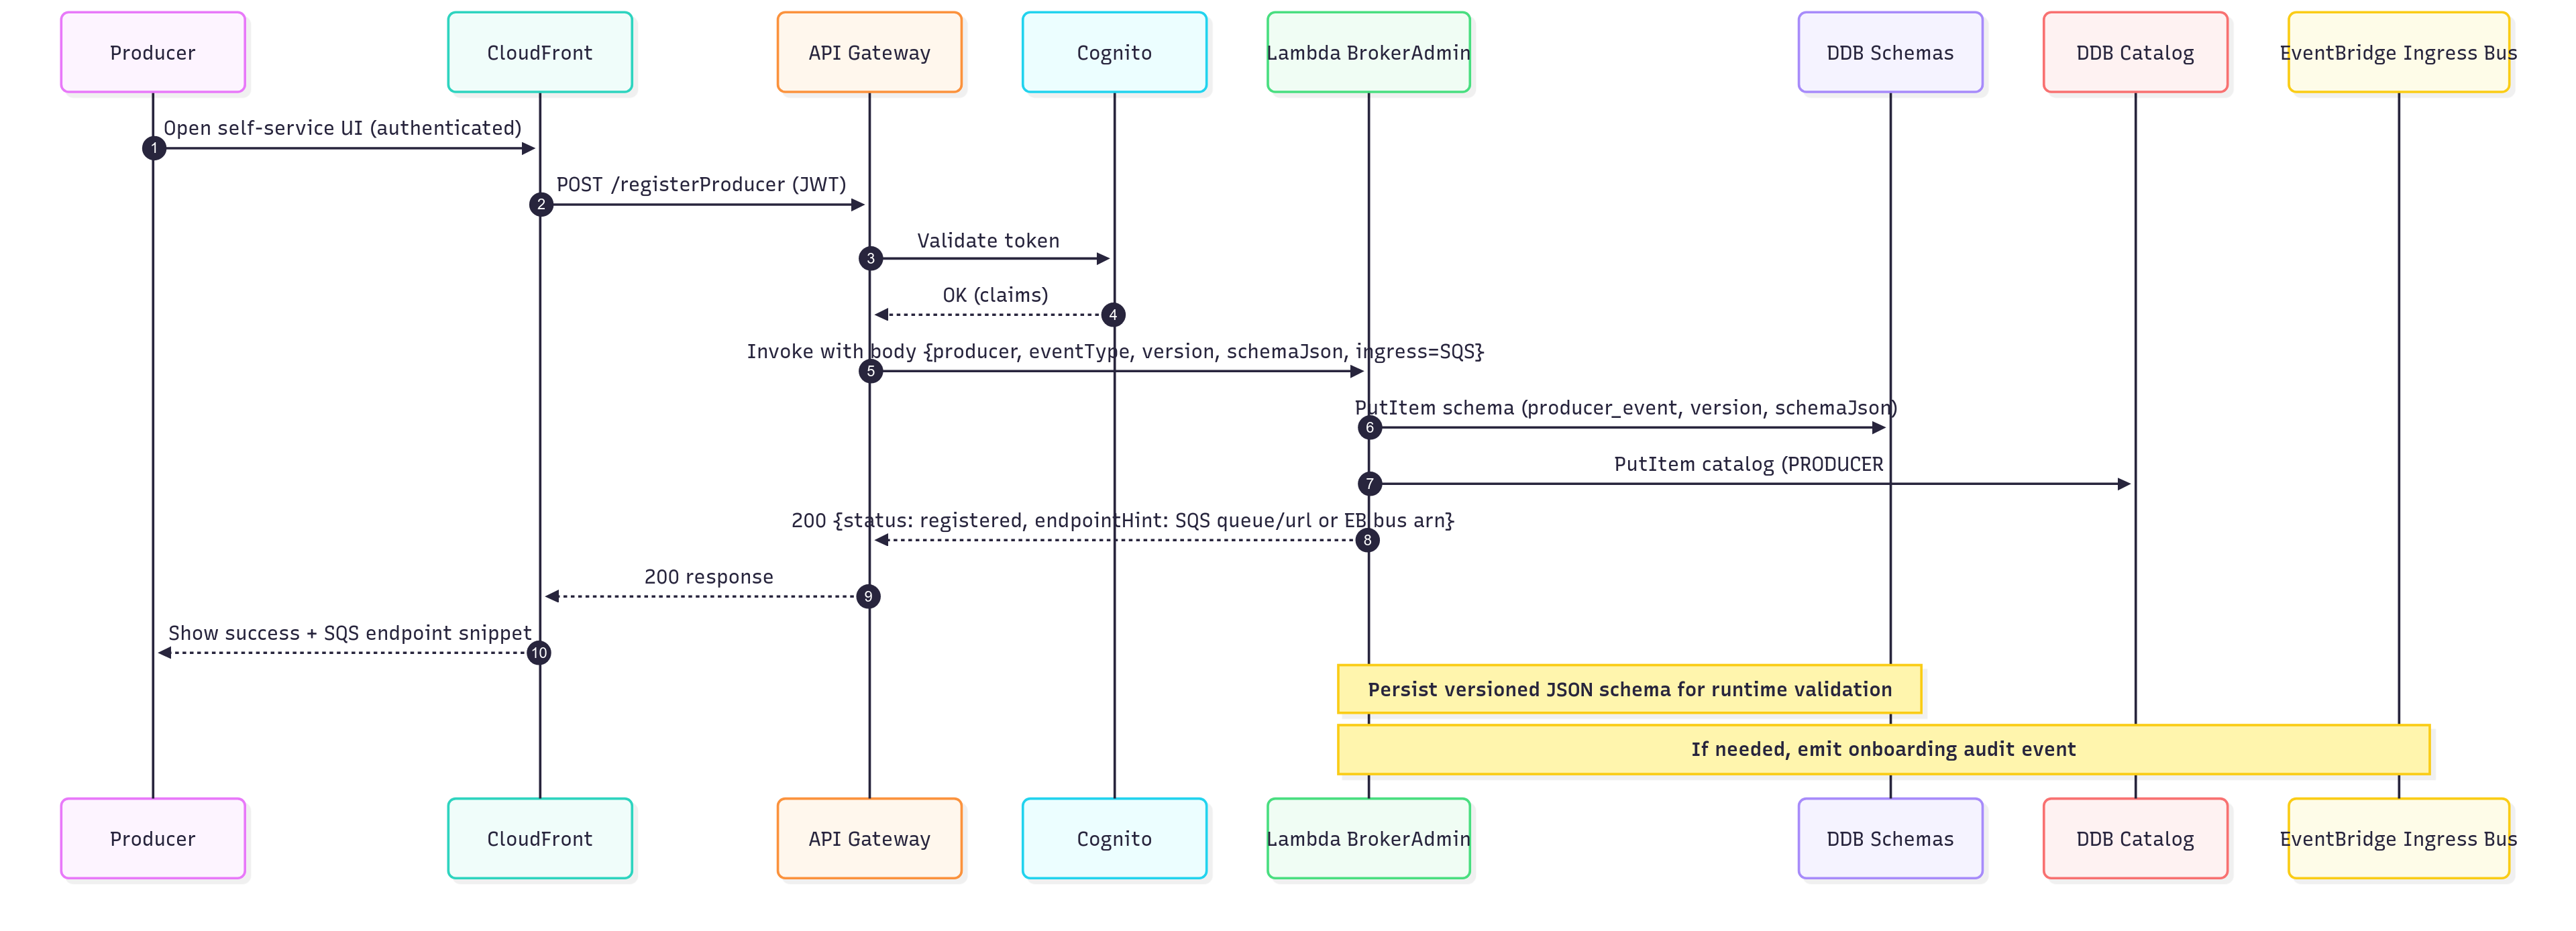 Producer
CloudFront
API Gateway
Cognito
Lambda BrokerAdmin
DDB Schemas
DDB Catalog
EventBridge Ingress Bus
Open self-service UI (authenticated)
1
POST /registerProducer (JWT)
2
Validate token
3
OK (claims)
4
Invoke with body {producer, eventType, version, schemaJson, ingress=SQS}
5
PutItem schema (producer_event, version, schemaJson)
6
PutItem catalog (PRODUCER
7
200 {status: registered, endpointHint: SQS queue/url or EB bus arn}
8
200 response
9
Show success + SQS endpoint snippet
10
Persist versioned JSON schema for runtime validation
If needed, emit onboarding audit event
Producer
CloudFront
API Gateway
Cognito
Lambda BrokerAdmin
DDB Schemas
DDB Catalog
EventBridge Ingress Bus